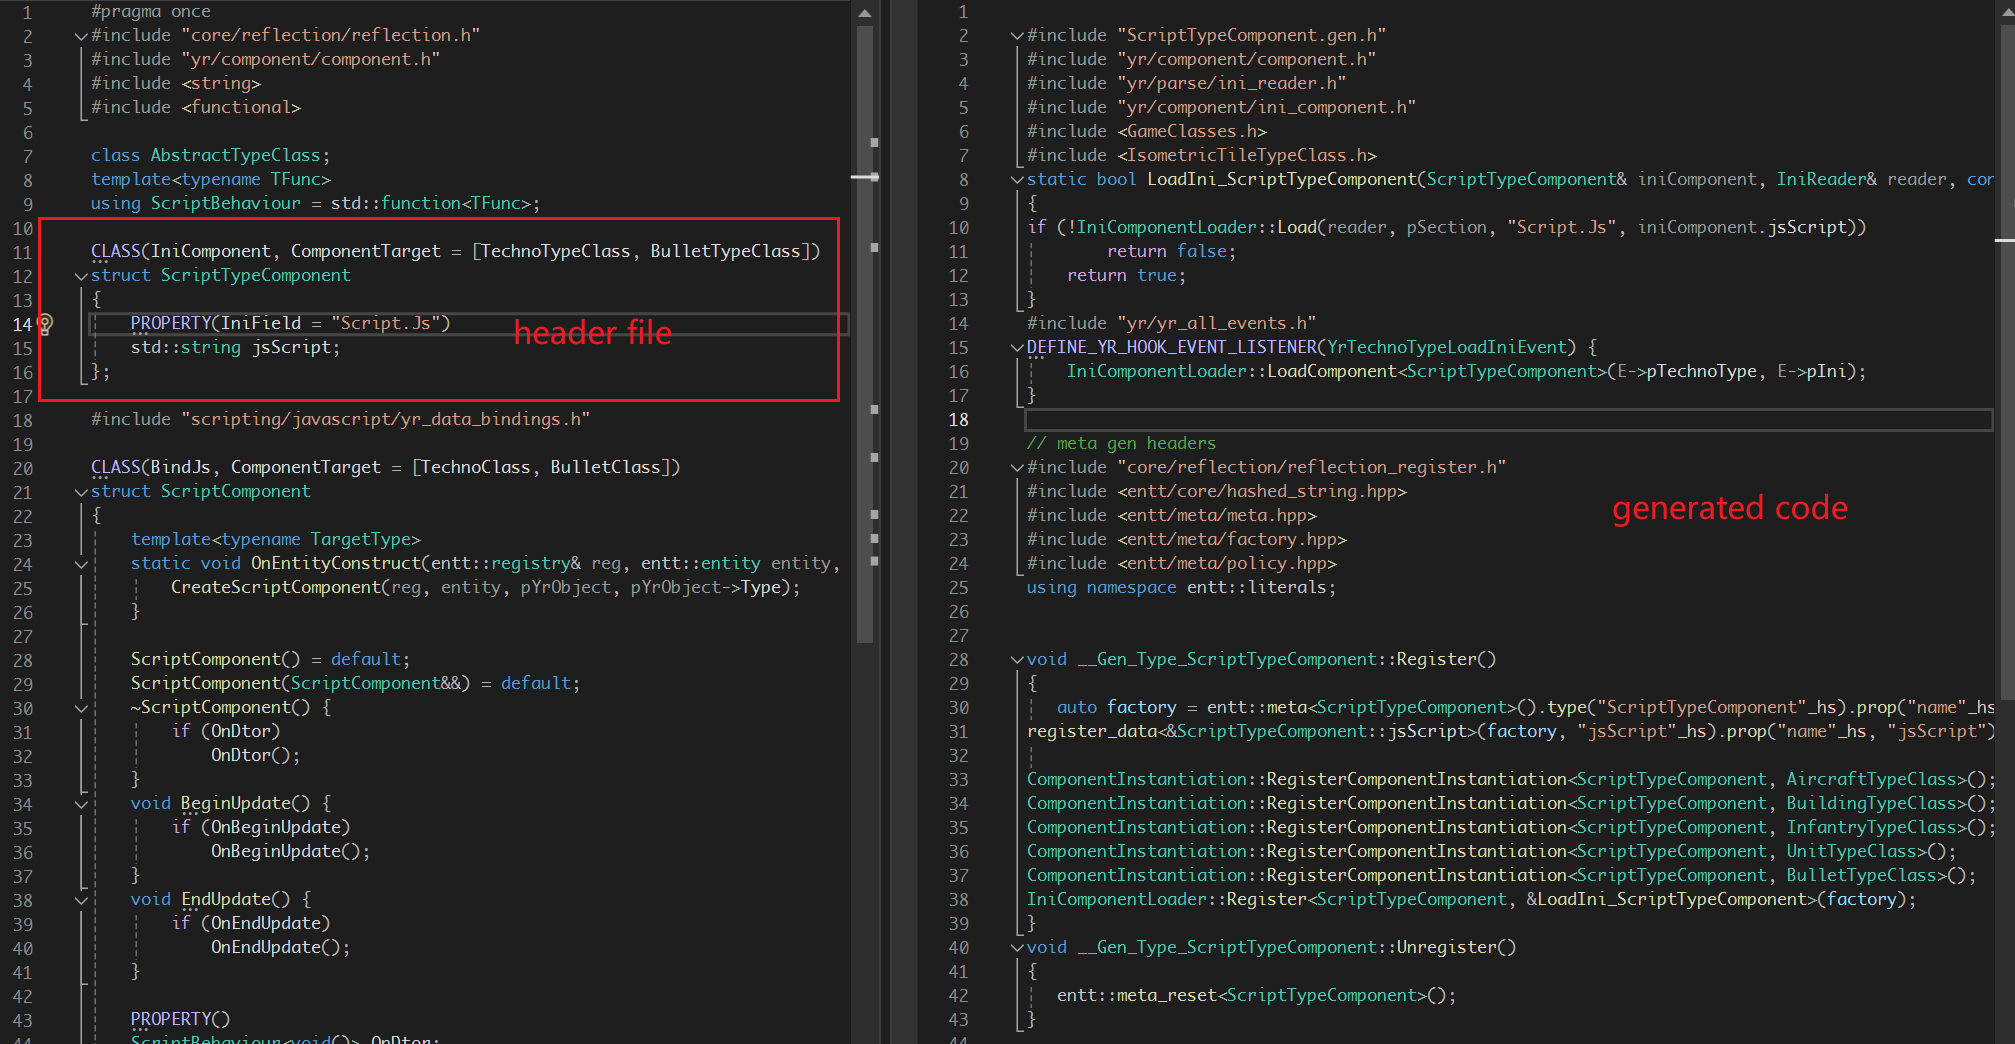 1 #pragma once
2 #include "core/reflection/reflection.h"
3 #include "yr/component/component.h"
4 #include <string>
5 #include <functional>
6
7 class AbstractTypeClass;
8 template<typename TFunc>
9 using ScriptBehaviour = std::function<TFunc>;
10
11 CLASS(IniComponent, ComponentTarget = [TechnoTypeClass, BulletTypeClass])
12 struct ScriptTypeComponent
13 {
14 PROPERTY(IniField = "Script.Js")
header file
15 std::string jsScript;
16 };
17
18 #include "scripting/javascript/yr_data_bindings.h"
19
20 CLASS(BindJs, ComponentTarget = [TechnoClass, BulletClass])
21 struct ScriptComponent
22 {
23 template<typename TargetType>
24 static void OnEntityConstruct(entt::registry& reg, entt::entity entity,
25 CreateScriptComponent(reg, entity, pYrObject, pYrObject->Type);
26 }
27
28 ScriptComponent() = default;
29 ScriptComponent(ScriptComponent&&) = default;
30 ~ScriptComponent() {
31 if (OnDtor)
32 OnDtor();
33 }
34 void BeginUpdate() {
35 if (OnBeginUpdate)
36 OnBeginUpdate();
37 }
38 void EndUpdate() {
39 if (OnEndUpdate)
40 OnEndUpdate();
41 }
42
43 PROPERTY()
44 ScriptBehaviour<void()> OnDtor;
1
2 #include "ScriptTypeComponent.gen.h"
3 #include "yr/component/component.h"
4 #include "yr/parse/ini_reader.h"
5 #include "yr/component/ini_component.h"
6 #include <GameClasses.h>
7 #include <IsometricTileTypeClass.h>
8 static bool LoadIni_ScriptTypeComponent(ScriptTypeComponent& iniComponent, IniReader& reader, con
9 {
10 if (!IniComponentLoader::Load(reader, pSection, "Script.Js", iniComponent.jsScript))
11 return false;
12 return true;
13 }
14 #include "yr/yr_all_events.h"
15 DEFINE_YR_HOOK_EVENT_LISTENER(YrTechnoTypeLoadIniEvent) {
16 IniComponentLoader::LoadComponent<ScriptTypeComponent>(E->pTechnoType, E->pIni);
17 }
18
19 // meta gen headers
20 #include "core/reflection/reflection_register.h"
21 #include <entt/core/hashed_string.hpp>
22 #include <entt/meta/meta.hpp>
generated code
23 #include <entt/meta/factory.hpp>
24 #include <entt/meta/policy.hpp>
25 using namespace entt::literals;
26
27
28 void __Gen_Type_ScriptTypeComponent::Register()
29 {
30 auto factory = entt::meta<ScriptTypeComponent>().type("ScriptTypeComponent"_hs).prop("name"_hs
31 register_data<&ScriptTypeComponent::jsScript>(factory, "jsScript"_hs).prop("name"_hs, "jsScript")
32
33 ComponentInstantiation::RegisterComponentInstantiation<ScriptTypeComponent, AircraftTypeClass>();
34 ComponentInstantiation::RegisterComponentInstantiation<ScriptTypeComponent, BuildingTypeClass>();
35 ComponentInstantiation::RegisterComponentInstantiation<ScriptTypeComponent, InfantryTypeClass>();
36 ComponentInstantiation::RegisterComponentInstantiation<ScriptTypeComponent, UnitTypeClass>();
37 ComponentInstantiation::RegisterComponentInstantiation<ScriptTypeComponent, BulletTypeClass>();
38 IniComponentLoader::Register<ScriptTypeComponent, &LoadIni_ScriptTypeComponent>(factory);
39 }
40 void __Gen_Type_ScriptTypeComponent::Unregister()
41 {
42 entt::meta_reset<ScriptTypeComponent>();
43 }
44